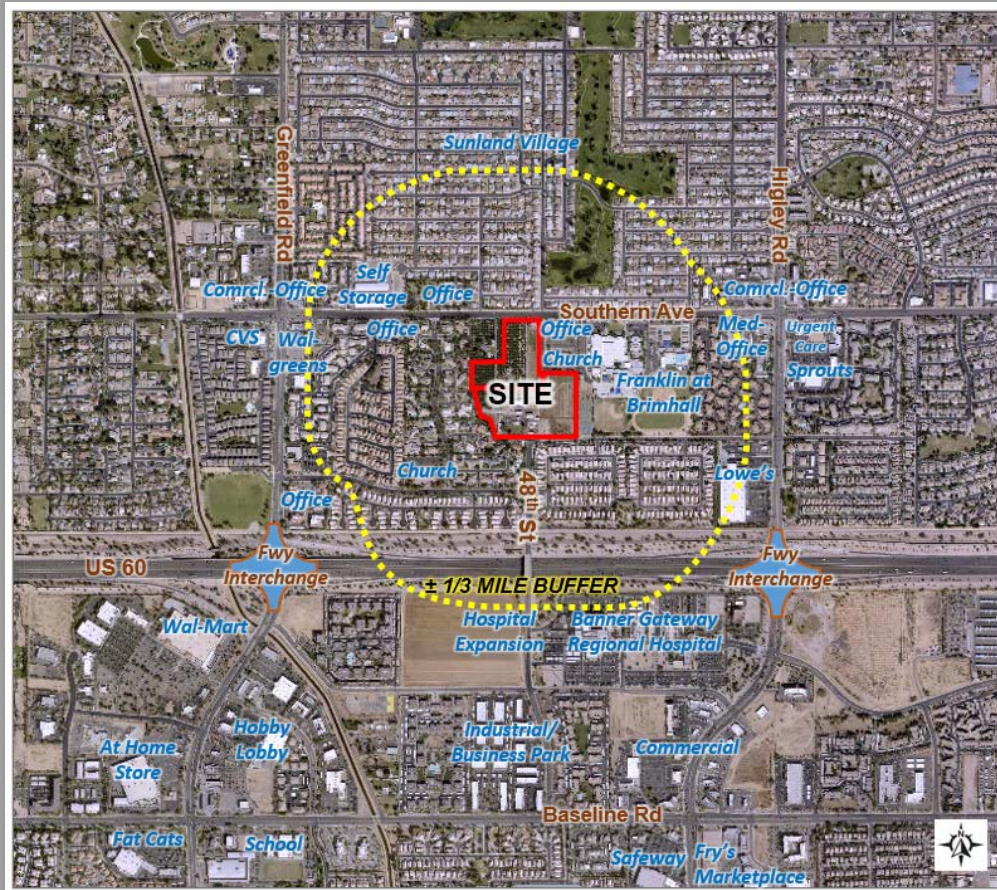 Sunland Village
Greenfield Rd
Higley Rd
Self
Storage
Office
Comrcl.-Office
Comrcl.-Office
Southern Ave
CVS
Wal-
greens
Office
Office
Church
Med-
Office
Urgent
Care
Sprouts
SITE
Franklin at
Brimhall
Church
48th St
Lowe's
Office
US 60
Fwy
Interchange
Fwy
Interchange
± 1/3 MILE BUFFER
Wal-Mart
Hospital
Expansion
Banner Gateway
Regional Hospital
At Home
Store
Hobby
Lobby
Industrial/
Business Park
Commercial
Baseline Rd
Fat Cats
School
Safeway
Fry's
Marketplace
N